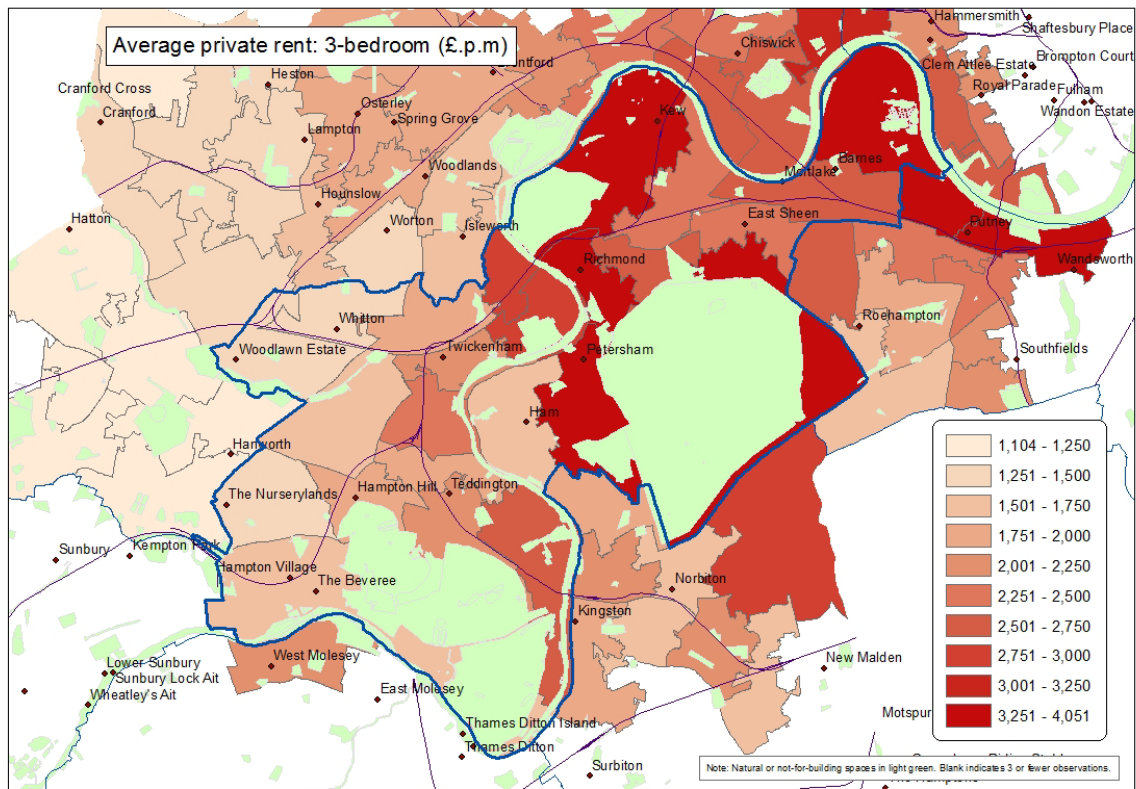 Average private rent: 3-bedroom (£.p.m)
Hammersmith
Shaftesbury Place
Chiswick
Brompton Court
Clem Attlee Estate
Heston
Cranford Cross
Royal Parade
Fulham
Osterley
Wandon Estate
Cranford
Spring Grove
Kew
Lampton
Barnes
Woodlands
Mortlake
Hounslow
East Sheen
Hatton
Worton
Isleworth
Putney
Richmond
Wandsworth
Whitton
Roehampton
Woodlawn Estate
Twickenham
Petersham
Southfields
Ham
Hanworth
1,104 - 1,250
1,251 - 1,500
The Nurserylands
Hampton Hill
Teddington
1,501 - 1,750
1,751 - 2,000
Sunbury
Kempton Park
2,001 - 2,250
Hampton Village
The Beveree
Norbiton
2,251 - 2,500
Kingston
2,501 - 2,750
West Molesey
New Malden
2,751 - 3,000
Lower Sunbury
Sunbury Lock Ait
3,001 - 3,250
Wheatley's Ait
East Molesey
Motspur
3,251 - 4,051
Thames Ditton Island
Thames Ditton
Surbiton
Note: Natural or not-for-building spaces in light green. Blank indicates 3 or fewer observations.